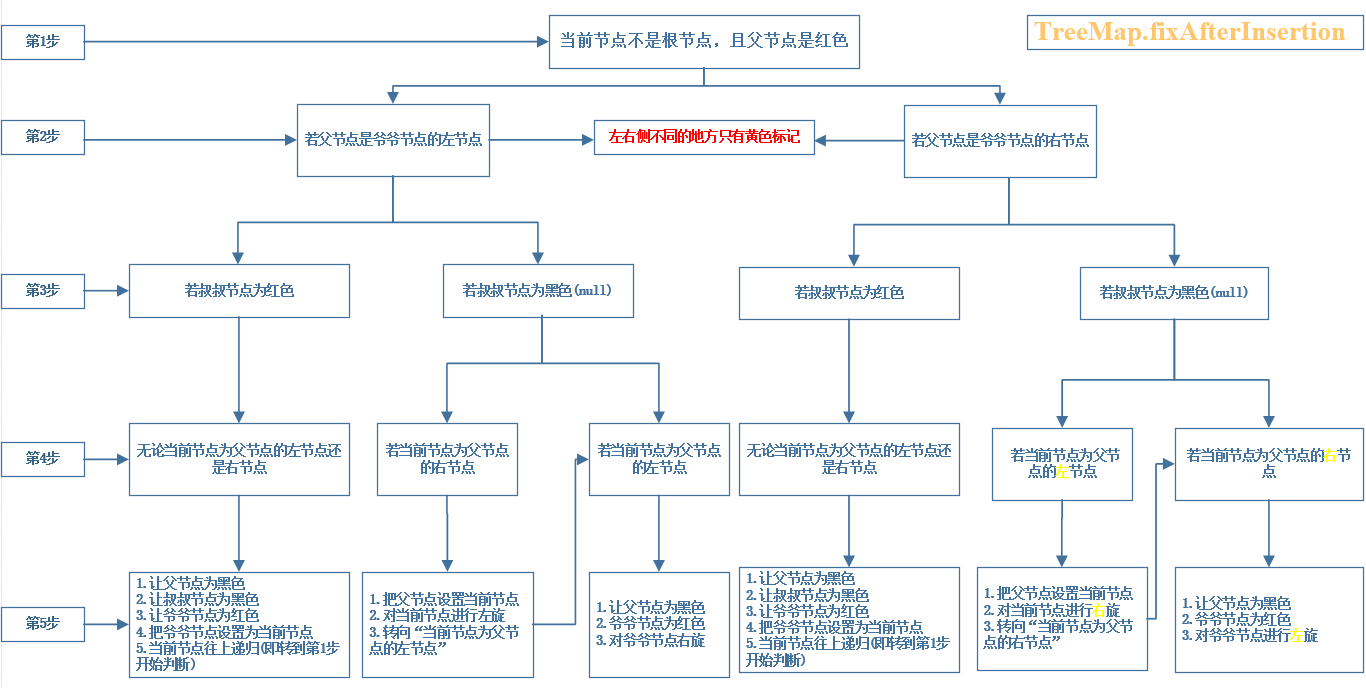 第1步
当前节点不是根节点，且父节点是红色
TreeMap.fixAfterInsertion
第2步
若父节点是爷爷节点的左节点
左右侧不同的地方只有黄色标记
若父节点是爷爷节点的右节点
第3步
若叔叔节点为红色
若叔叔节点为黑色(null)
若叔叔节点为红色
若叔叔节点为黑色(null)
第4步
无论当前节点为父节点的左节点还
是右节点
若当前节点为父节点
的右节点
若当前节点为父节点
的左节点
无论当前节点为父节点的左节点还
是右节点
若当前节点为父节
点的左节点
若当前节点为父节点的右节
点
第5步
1.让父节点为黑色
2.让叔叔节点为黑色
3.让爷爷节点为红色
4.把爷爷节点设置为当前节点
5.当前节点往上递归(即转到第1步
开始判断)
1.把父节点设置当前节点
2.对当前节点进行左旋
3.转向“当前节点为父节
点的左节点”
1.让父节点为黑色
2.爷爷节点为红色
3.对爷爷节点右旋
1.让父节点为黑色
2.让叔叔节点为黑色
3.让爷爷节点为红色
4.把爷爷节点设置为当前节点
5.当前节点往上递归(即转到第1步
开始判断)
1.把父节点设置当前节点
2.对当前节点进行右旋
3.转向“当前节点为父节
点的右节点”
1.让父节点为黑色
2.爷爷节点为红色
3.对爷爷节点进行左旋